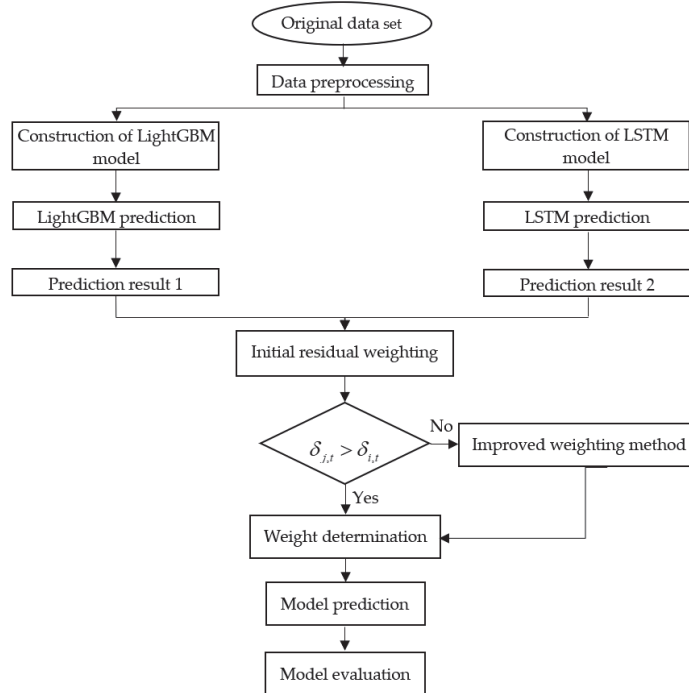 Original data set
Data preprocessing
Construction of LightGBM
model
Construction of LSTM
model
LightGBM prediction
LSTM prediction
Prediction result 1
Prediction result 2
Initial residual weighting
δj,t > δi,t
No
Improved weighting method
Yes
Weight determination
Model prediction
Model evaluation